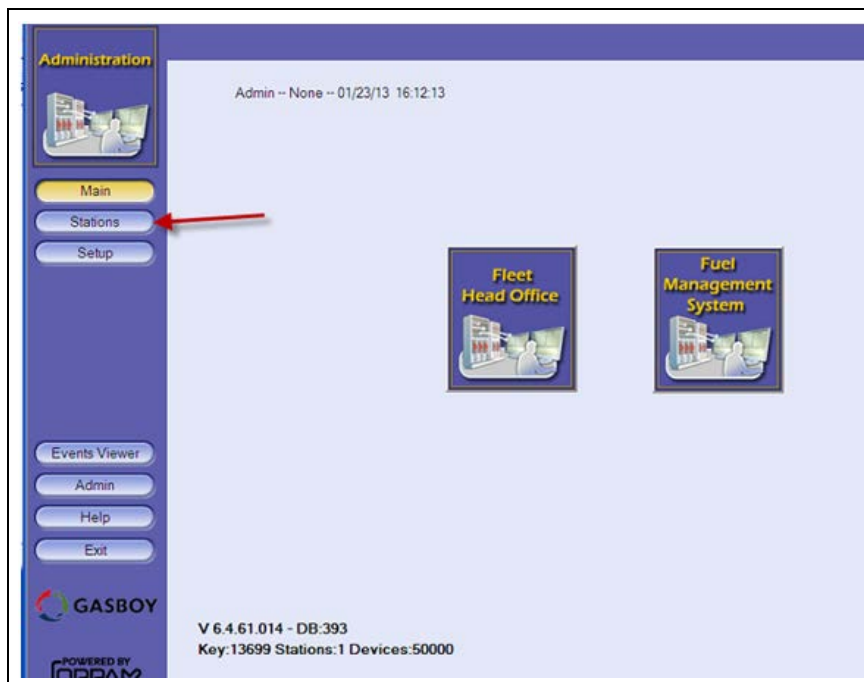 Administration
Admin -- None -- 01/23/13 16:12:13
Main
Stations
Setup
Fleet
Head Office
Fuel
Management
System
Events Viewer
Admin
Help
Exit
GASBOY
V 6.4.61.014 - DB:393
Key:13699 Stations:1 Devices:50000
POWERED BY